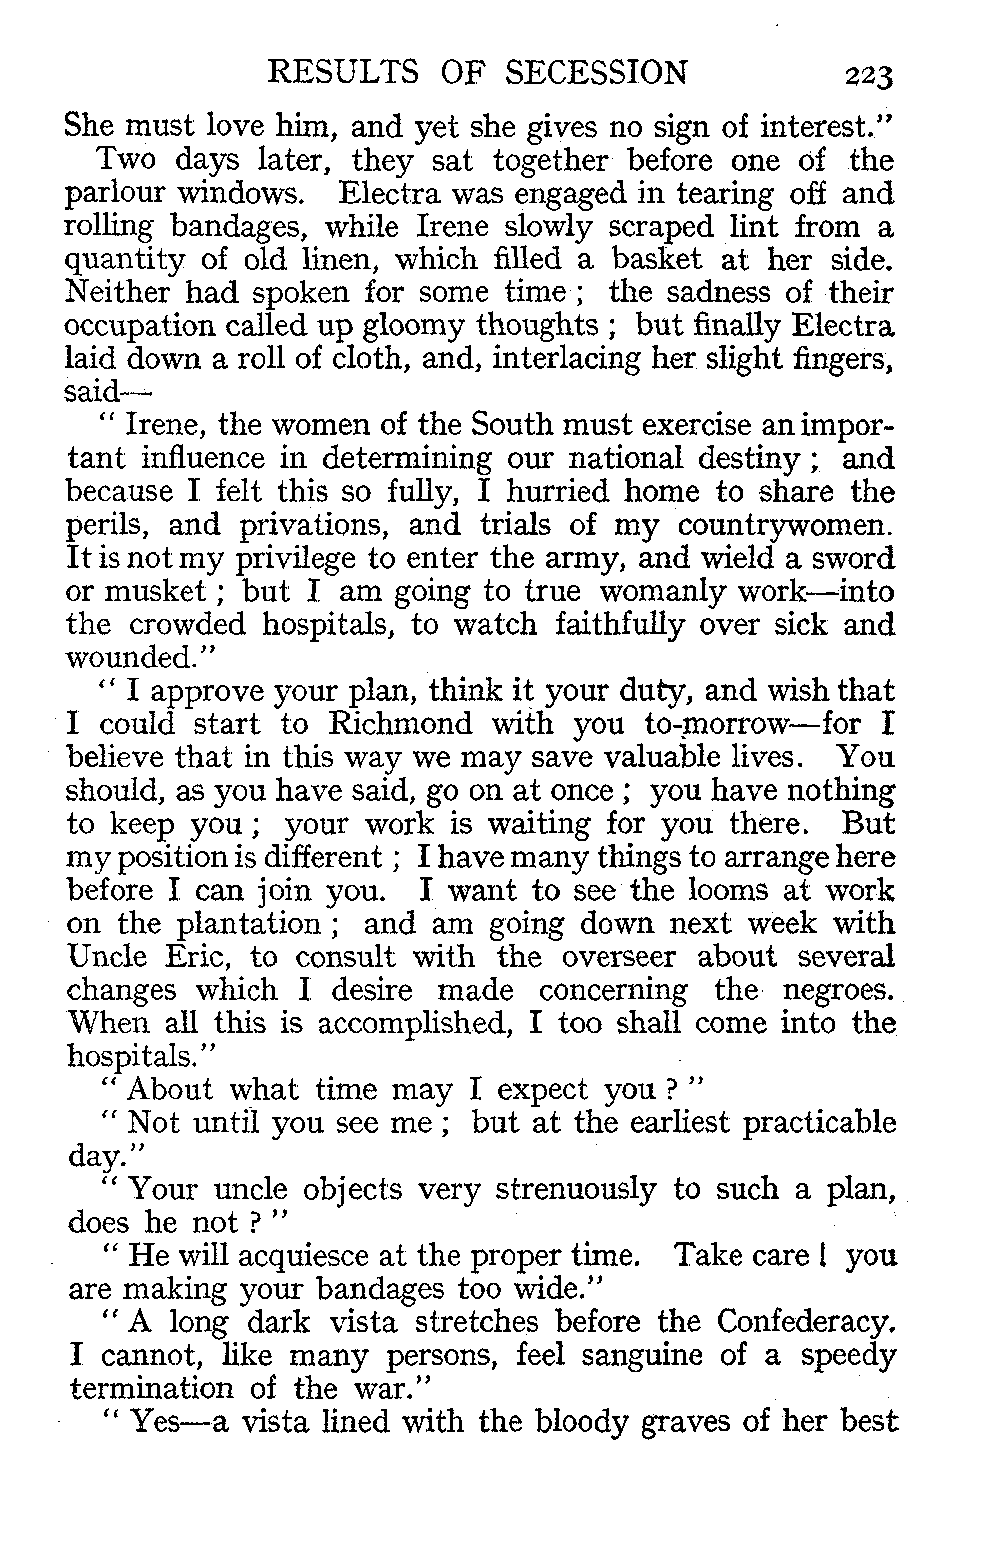 RESULTS OF SECESSION 223
She must love him, and yet she gives no sign of interest."
Two days later, they sat together before one of the
parlour windows. Electra was engaged in tearing off and
rolling bandages, while Irene slowly scraped lint from a
quantity of old linen, which filled a basket at her side.
Neither had spoken for some time ; the sadness of their
occupation called up gloomy thoughts ; but finally Electra
laid down a roll of cloth, and, interlacing her slight fingers,
said—
" Irene, the women of the South must exercise an impor-
tant influence in determining our national destiny ; and
because I felt this so fully, I hurried home to share the
perils, and privations, and trials of my countrywomen.
It is not my privilege to enter the army, and wield a sword
or musket ; but I am going to true womanly work—into
the crowded hospitals, to watch faithfully over sick and
wounded."
" I approve your plan, think it your duty, and wish that
I could start to Richmond with you to-morrow—for I
believe that in this way we may save valuable lives. You
should, as you have said, go on at once ; you have nothing
to keep you ; your work is waiting for you there. But
my position is different ; I have many things to arrange here
before I can join you. I want to see the looms at work
on the plantation ; and am going down next week with
Uncle Eric, to consult with the overseer about several
changes which I desire made concerning the negroes.
When all this is accomplished, I too shall come into the
hospitals."
" About what time may I expect you ? "
" Not until you see me ; but at the earliest practicable
day."
" Your uncle objects very strenuously to such a plan,
does he not ? "
" He will acquiesce at the proper time. Take care ! you
are making your bandages too wide."
" A long dark vista stretches before the Confederacy.
I cannot, like many persons, feel sanguine of a speedy
termination of the war."
" Yes—a vista lined with the bloody graves of her best